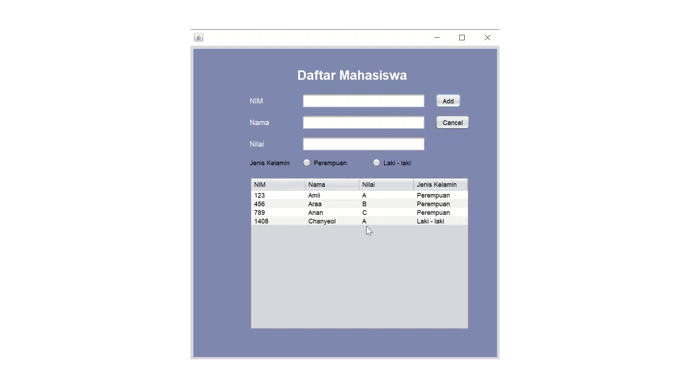 Daftar Mahasiswa
NIM Add
Nama Cancel
Nilai
Jenis Kelamin Perempuan Laki - laki
NIM Nama Nilai Jenis Kelamin
123 Amii A Perempuan
456 Araa B Perempuan
789 Anan C Perempuan
1408 Chanyeol A Laki - laki